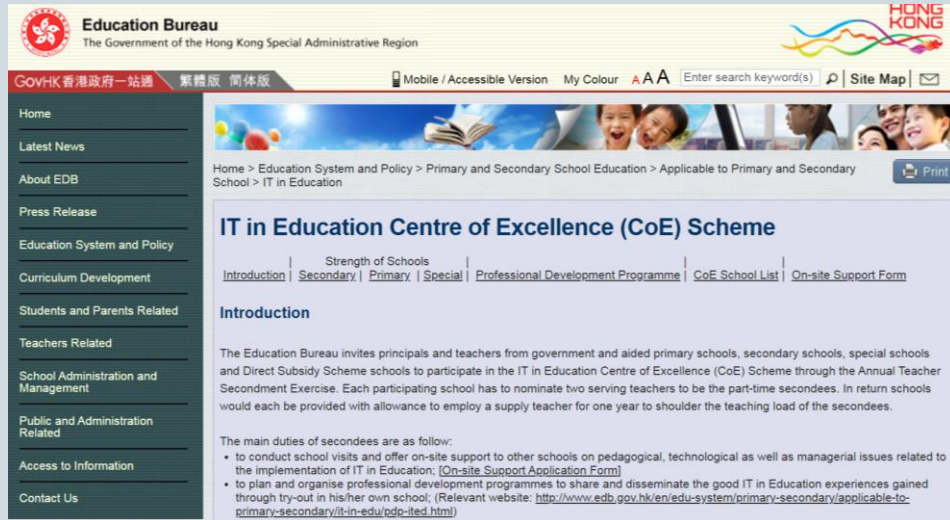 Education Bureau
The Government of the Hong Kong Special Administrative Region
HONG
KONG
GOVHK香港政府一站通 繁體版 简体版
Mobile / Accessible Version My Colour A A A Enter search keyword(s) | Site Map |
Home
Latest News
About EDB
Press Release
Education System and Policy
Curriculum Development
Students and Parents Related
Teachers Related
School Administration and
Management
Public and Administration
Related
Access to Information
Contact Us
Home > Education System and Policy > Primary and Secondary School Education > Applicable to Primary and Secondary
School > IT in Education
Print
IT in Education Centre of Excellence (CoE) Scheme
| Strength of Schools | | |
Introduction | Secondary | Primary | Special | Professional Development Programme | CoE School List | On-site Support Form
Introduction
The Education Bureau invites principals and teachers from government and aided primary schools, secondary schools, special schools
and Direct Subsidy Scheme schools to participate in the IT in Education Centre of Excellence (CoE) Scheme through the Annual Teacher
Secondment Exercise. Each participating school has to nominate two serving teachers to be the part-time secondees. In return schools
would each be provided with allowance to employ a supply teacher for one year to shoulder the teaching load of the secondees.
The main duties of secondees are as follow:
• to conduct school visits and offer on-site support to other schools on pedagogical, technological as well as managerial issues related to
the implementation of IT in Education; [On-site Support Application Form]
• to plan and organise professional development programmes to share and disseminate the good IT in Education experiences gained
through try-out in his/her own school; (Relevant website: http://www.edb.gov.hk/en/edu-system/primary-secondary/applicable-to-
primary-secondary/it-in-edu/pdp-ited.html)